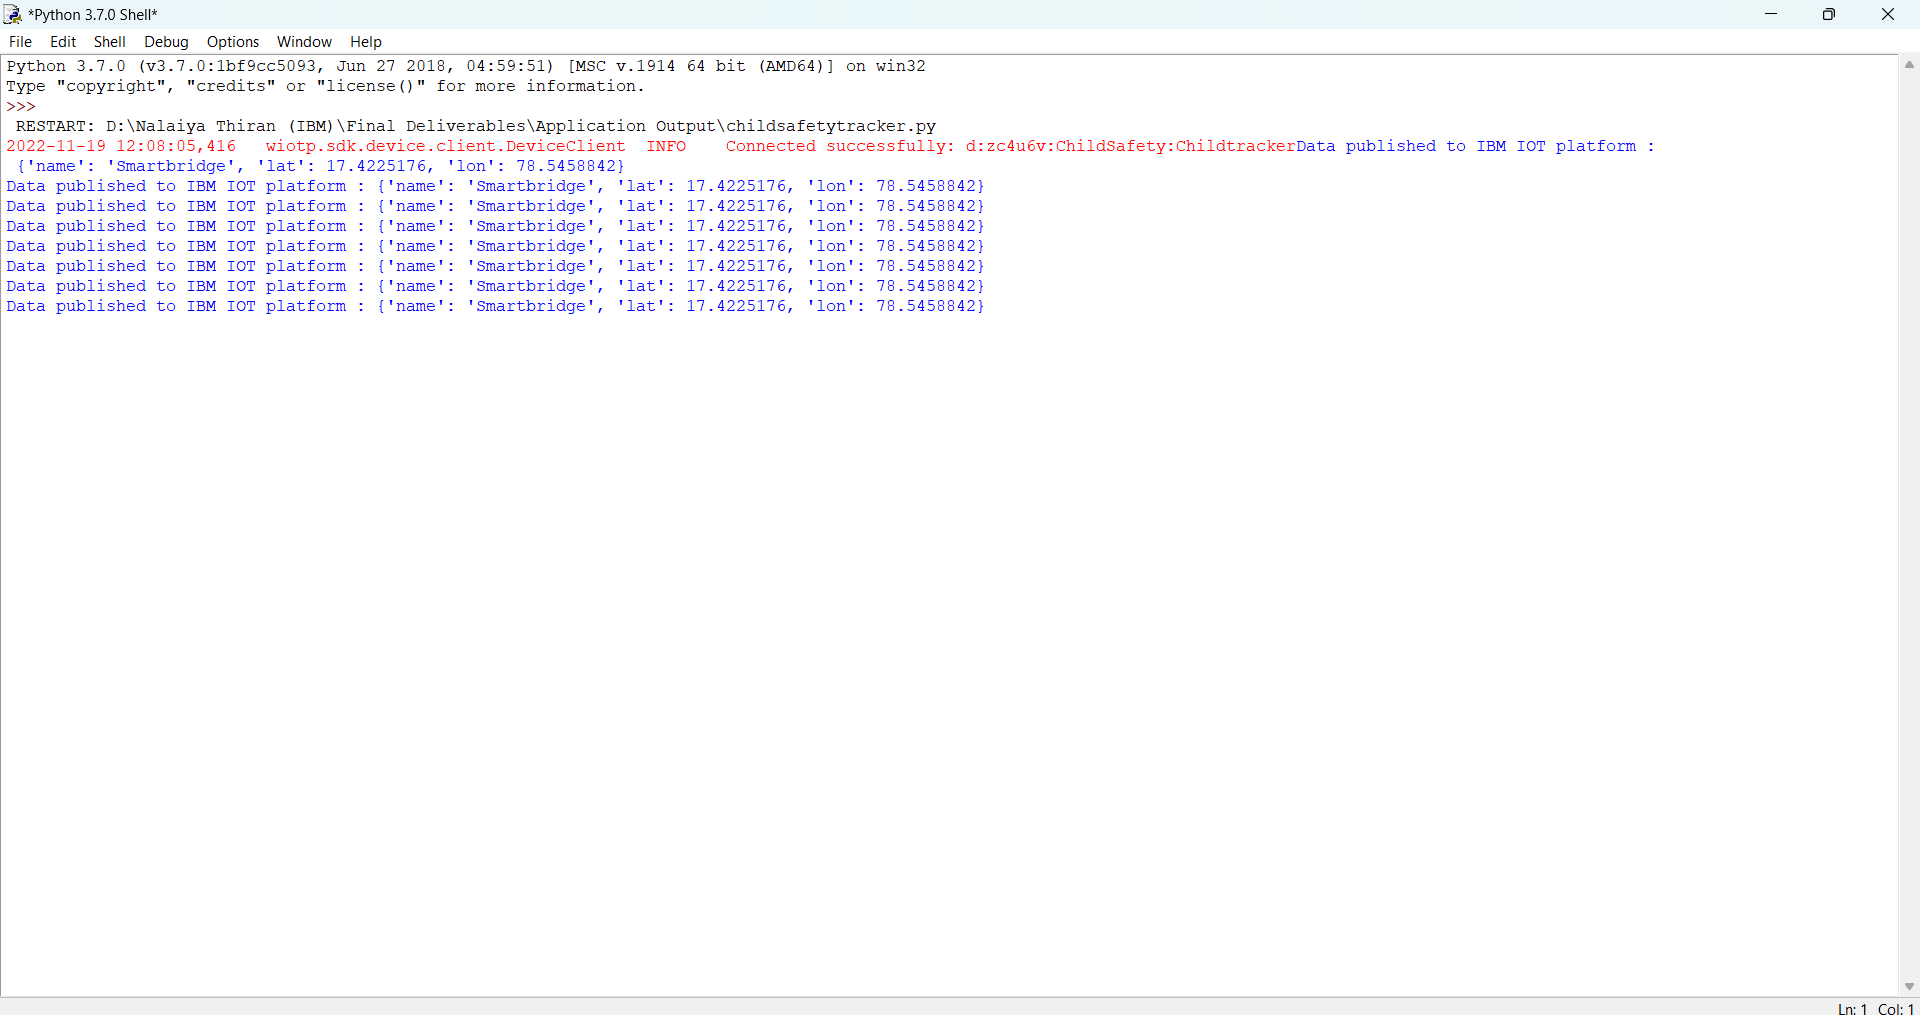 *Python 3.7.0 Shell*
File Edit Shell Debug Options Window Help
Python 3.7.0 (v3.7.0:1bf9cc5093, Jun 27 2018, 04:59:51) [MSC v.1914 64 bit (AMD64)] on win32
Type "copyright", "credits" or "license()" for more information.
>>>
 RESTART: D:\Nalaiya Thiran (IBM)\Final Deliverables\Application Output\childsafetytracker.py
2022-11-19 12:08:05,416   wiotp.sdk.device.client.DeviceClient  INFO    Connected successfully: d:zc4u6v:ChildSafety:ChildtrackerData published to IBM IOT platform :
 {'name': 'Smartbridge', 'lat': 17.4225176, 'lon': 78.5458842}
Data published to IBM IOT platform : {'name': 'Smartbridge', 'lat': 17.4225176, 'lon': 78.5458842}
Data published to IBM IOT platform : {'name': 'Smartbridge', 'lat': 17.4225176, 'lon': 78.5458842}
Data published to IBM IOT platform : {'name': 'Smartbridge', 'lat': 17.4225176, 'lon': 78.5458842}
Data published to IBM IOT platform : {'name': 'Smartbridge', 'lat': 17.4225176, 'lon': 78.5458842}
Data published to IBM IOT platform : {'name': 'Smartbridge', 'lat': 17.4225176, 'lon': 78.5458842}
Data published to IBM IOT platform : {'name': 'Smartbridge', 'lat': 17.4225176, 'lon': 78.5458842}
Data published to IBM IOT platform : {'name': 'Smartbridge', 'lat': 17.4225176, 'lon': 78.5458842}
Ln: 1 Col: 1